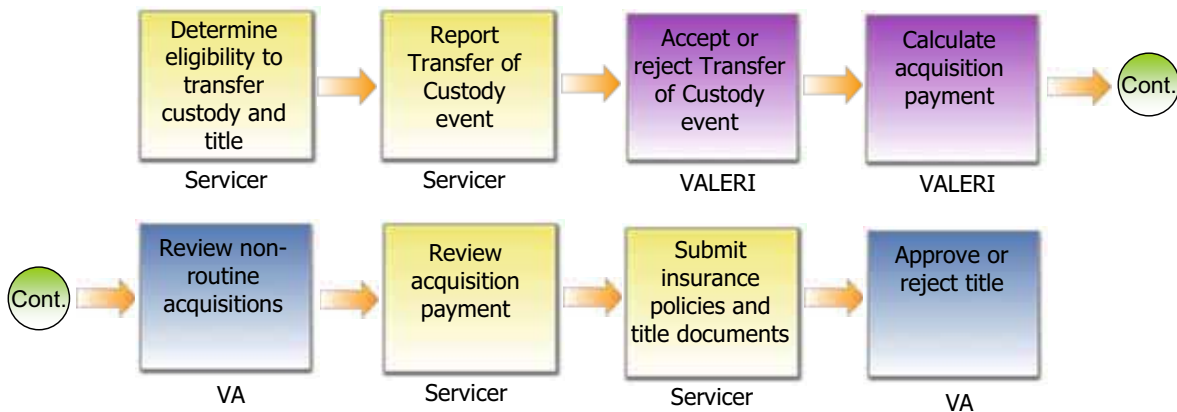 Determine
eligibility to
transfer
custody and
title
Servicer
Report
Transfer of
Custody
event
Servicer
Accept or
reject Transfer
of Custody
event
VALERI
Calculate
acquisition
payment
VALERI
Cont.
Cont.
Review non-
routine
acquisitions
VA
Review
acquisition
payment
Servicer
Submit
insurance
policies and
title documents
Servicer
Approve or
reject title
VA